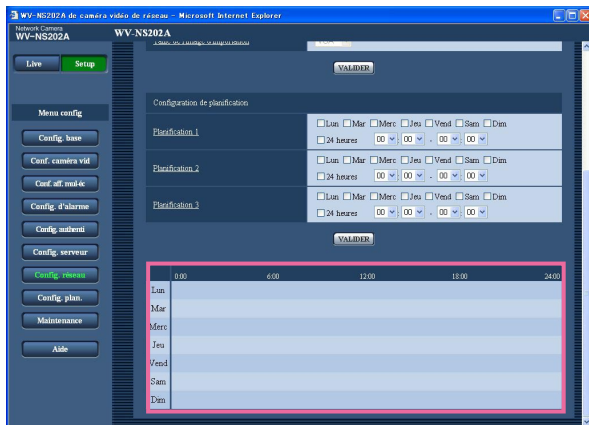 WV-NS202A de caméra vidéo de réseau - Microsoft Internet Explorer
Network Camera
WV-NS202A
WV-NS202A
Live
Setup
Menu config
Config. base
Conf. caméra vid
Conf. aff. mul-éc
Config. d'alarme
Config. authenti
Config. serveur
Config. réseau
Config. plan.
Maintenance
Aide
VALIDER
Configuration de planification
Planification 1
Lun Mar Merc Jeu Vend Sam Dim
24 heures 00 : 00 - 00 : 00
Planification 2
Lun Mar Merc Jeu Vend Sam Dim
24 heures 00 : 00 - 00 : 00
Planification 3
Lun Mar Merc Jeu Vend Sam Dim
24 heures 00 : 00 - 00 : 00
VALIDER
0:00 6:00 12:00 18:00 24:00
Lun
Mar
Merc
Jeu
Vend
Sam
Dim